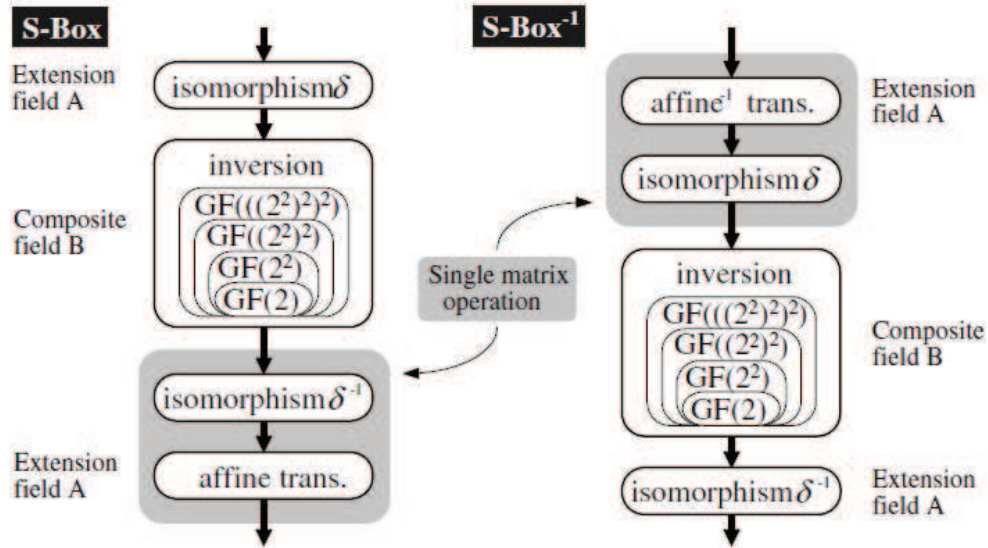 S-Box
Extension
field A
isomorphism δ
inversion
GF(((2²)²)²)
GF((2²)²)
GF(2²)
GF(2)
Composite
field B
isomorphism δ⁻¹
affine trans.
Extension
field A
Single matrix
operation
S-Box⁻¹
affine⁻¹ trans.
Extension
field A
isomorphism δ
inversion
GF(((2²)²)²)
GF((2²)²)
GF(2²)
GF(2)
Composite
field B
isomorphism δ⁻¹
Extension
field A